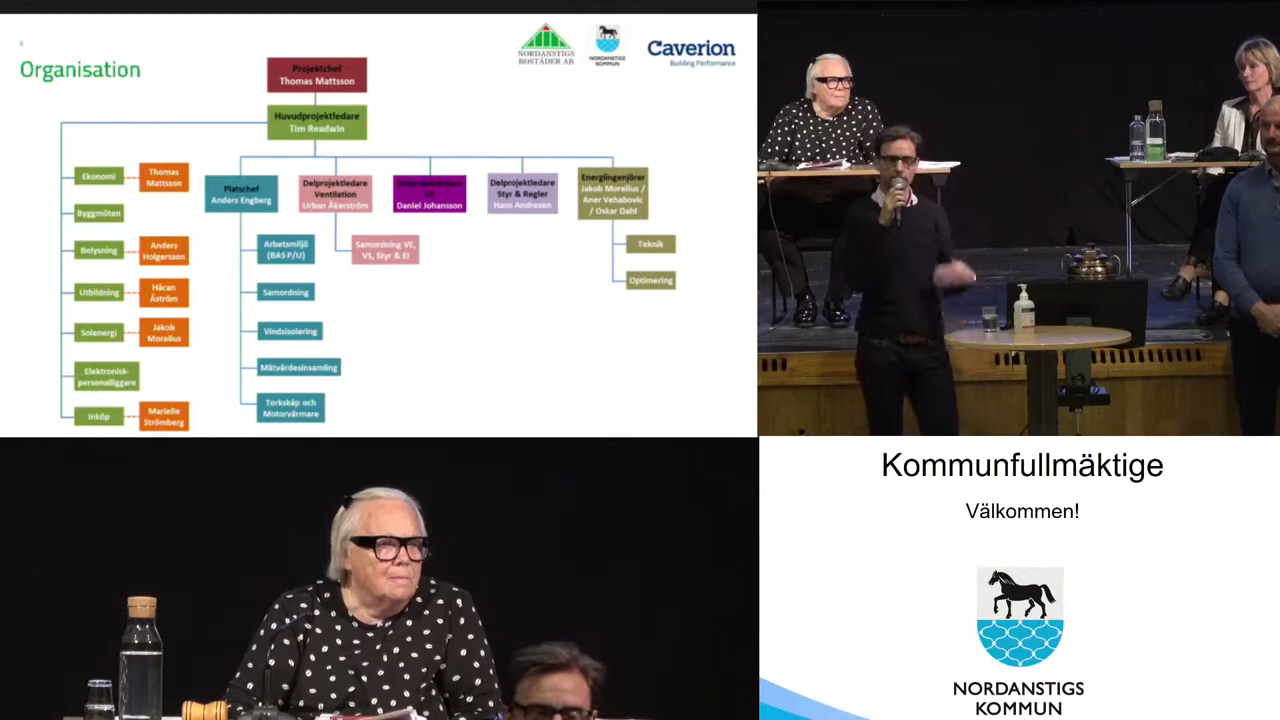 Organisation
NORDANSTIGS
BOSTÄDER AB
NORDANSTIGS
KOMMUN
Caverion
Building Performance
Projektchef
Thomas Mattsson
Huvudprojektledare
Tim Readwin
Ekonomi
Thomas
Mattsson
Byggmöten
Belysning
Anders
Holgersson
Utbildning
Håcan
Åström
Solenergi
Jakob
Morelius
Elektronisk-
personalliggare
Inköp
Marielle
Strömberg
Platschef
Anders Engberg
Arbetsmiljö
(BAS P/U)
Samordning
Vindsisolering
Mätvärdesinsamling
Torkskåp och
Motorvärmare
Delprojektledare
Ventilation
Urban Åkerström
Samordning VE,
VS, Styr & El
Daniel Johansson
Delprojektledare
Styr & Regler
Hans Andresen
Energiingenjörer
Jakob Morelius /
Aner Vehabovic
/ Oskar Dahl
Teknik
Optimering
Kommunfullmäktige
Välkommen!
NORDANSTIGS
KOMMUN